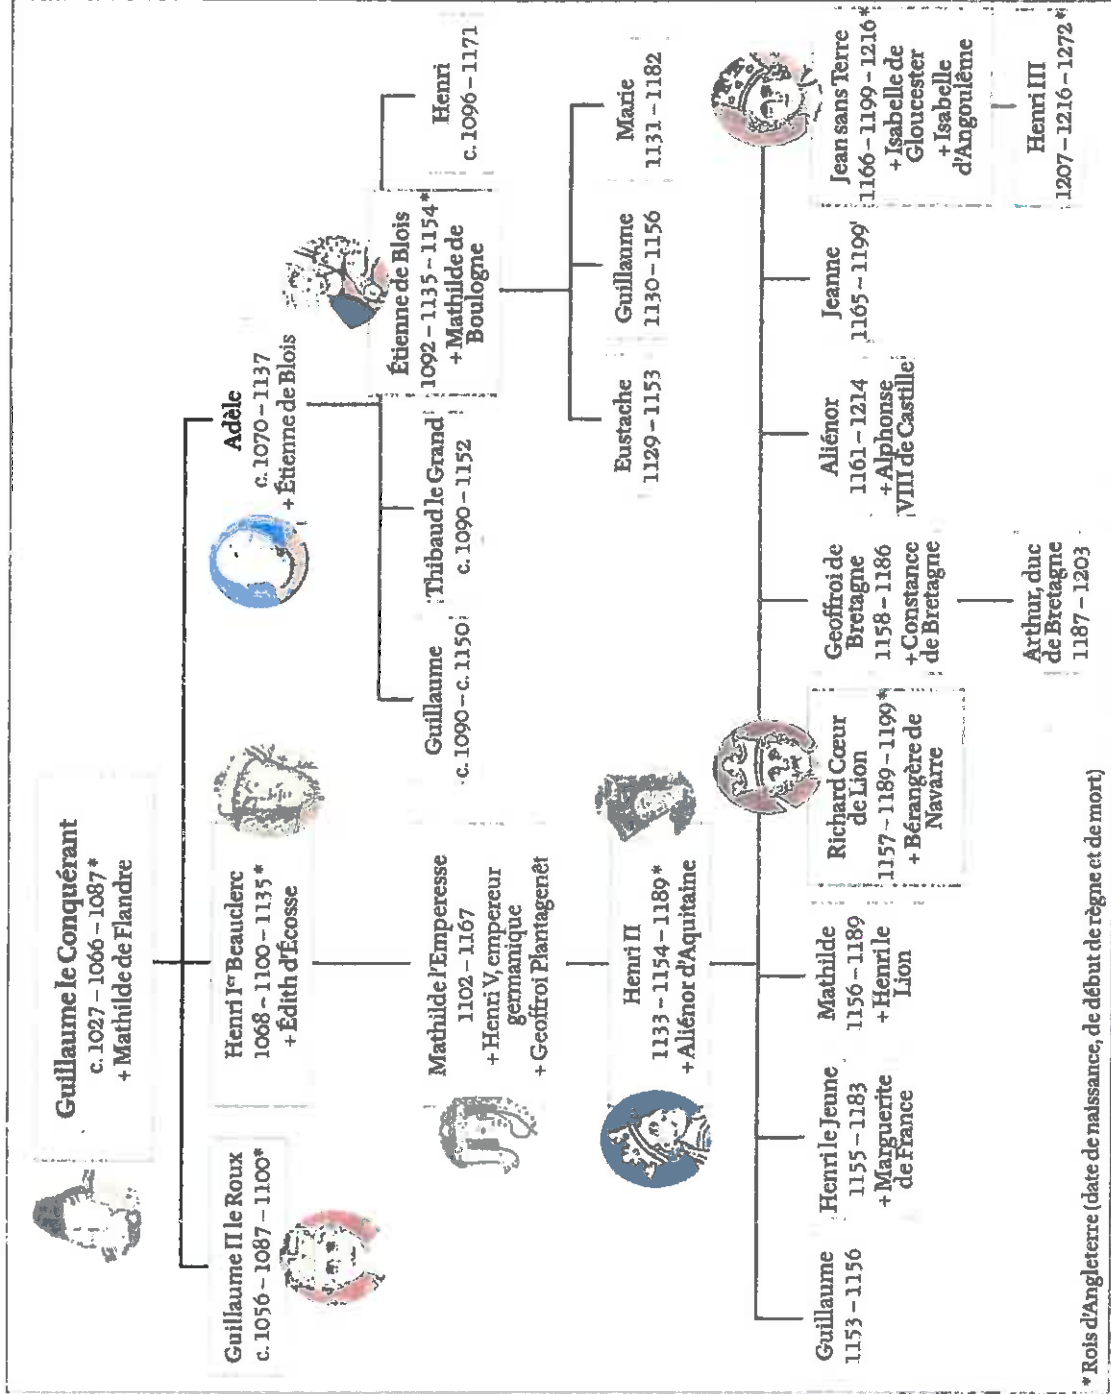 Guillaume le Conquérant
c. 1027 – 1066 – 1087*
+ Mathilde de Flandre
Guillaume II le Roux
c. 1056 – 1087 – 1100*
Henri Iᵉʳ Beauclerc
1068 – 1100 – 1135*
+ Édith d'Écosse
Adèle
c. 1070 – 1137
+ Étienne de Blois
Mathilde l'Emperesse
1102 – 1167
+ Henri V, empereur
germanique
+ Geoffroi Plantagenêt
Guillaume
c. 1090 – c. 1150
Thibaud le Grand
c. 1090 – 1152
Étienne de Blois
1092 – 1135 – 1154*
+ Mathilde de
Boulogne
Henri
c. 1096 – 1171
Henri II
1133 – 1154 – 1189*
+ Aliénor d'Aquitaine
Eustache
1129 – 1153
Guillaume
1130 – 1156
Marie
1131 – 1182
Guillaume
1153 – 1156
Henri le Jeune
1155 – 1183
+ Marguerite
de France
Mathilde
1156 – 1189
+ Henri le
Lion
Richard Cœur
de Lion
1157 – 1189 – 1199*
+ Bérangère de
Navarre
Geoffroi de
Bretagne
1158 – 1186
+ Constance
de Bretagne
Aliénor
1161 – 1214
+ Alphonse
VIII de Castille
Jeanne
1165 – 1199
Jean sans Terre
1166 – 1199 – 1216*
+ Isabelle de
Gloucester
+ Isabelle
d'Angoulême
Arthur, duc
de Bretagne
1187 – 1203
Henri III
1207 – 1216 – 1272*
* Rois d'Angleterre (date de naissance, de début de règne et de mort)